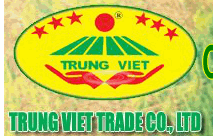 ®
TRUNG VIET
TRUNG VIET TRADE CO., LTD